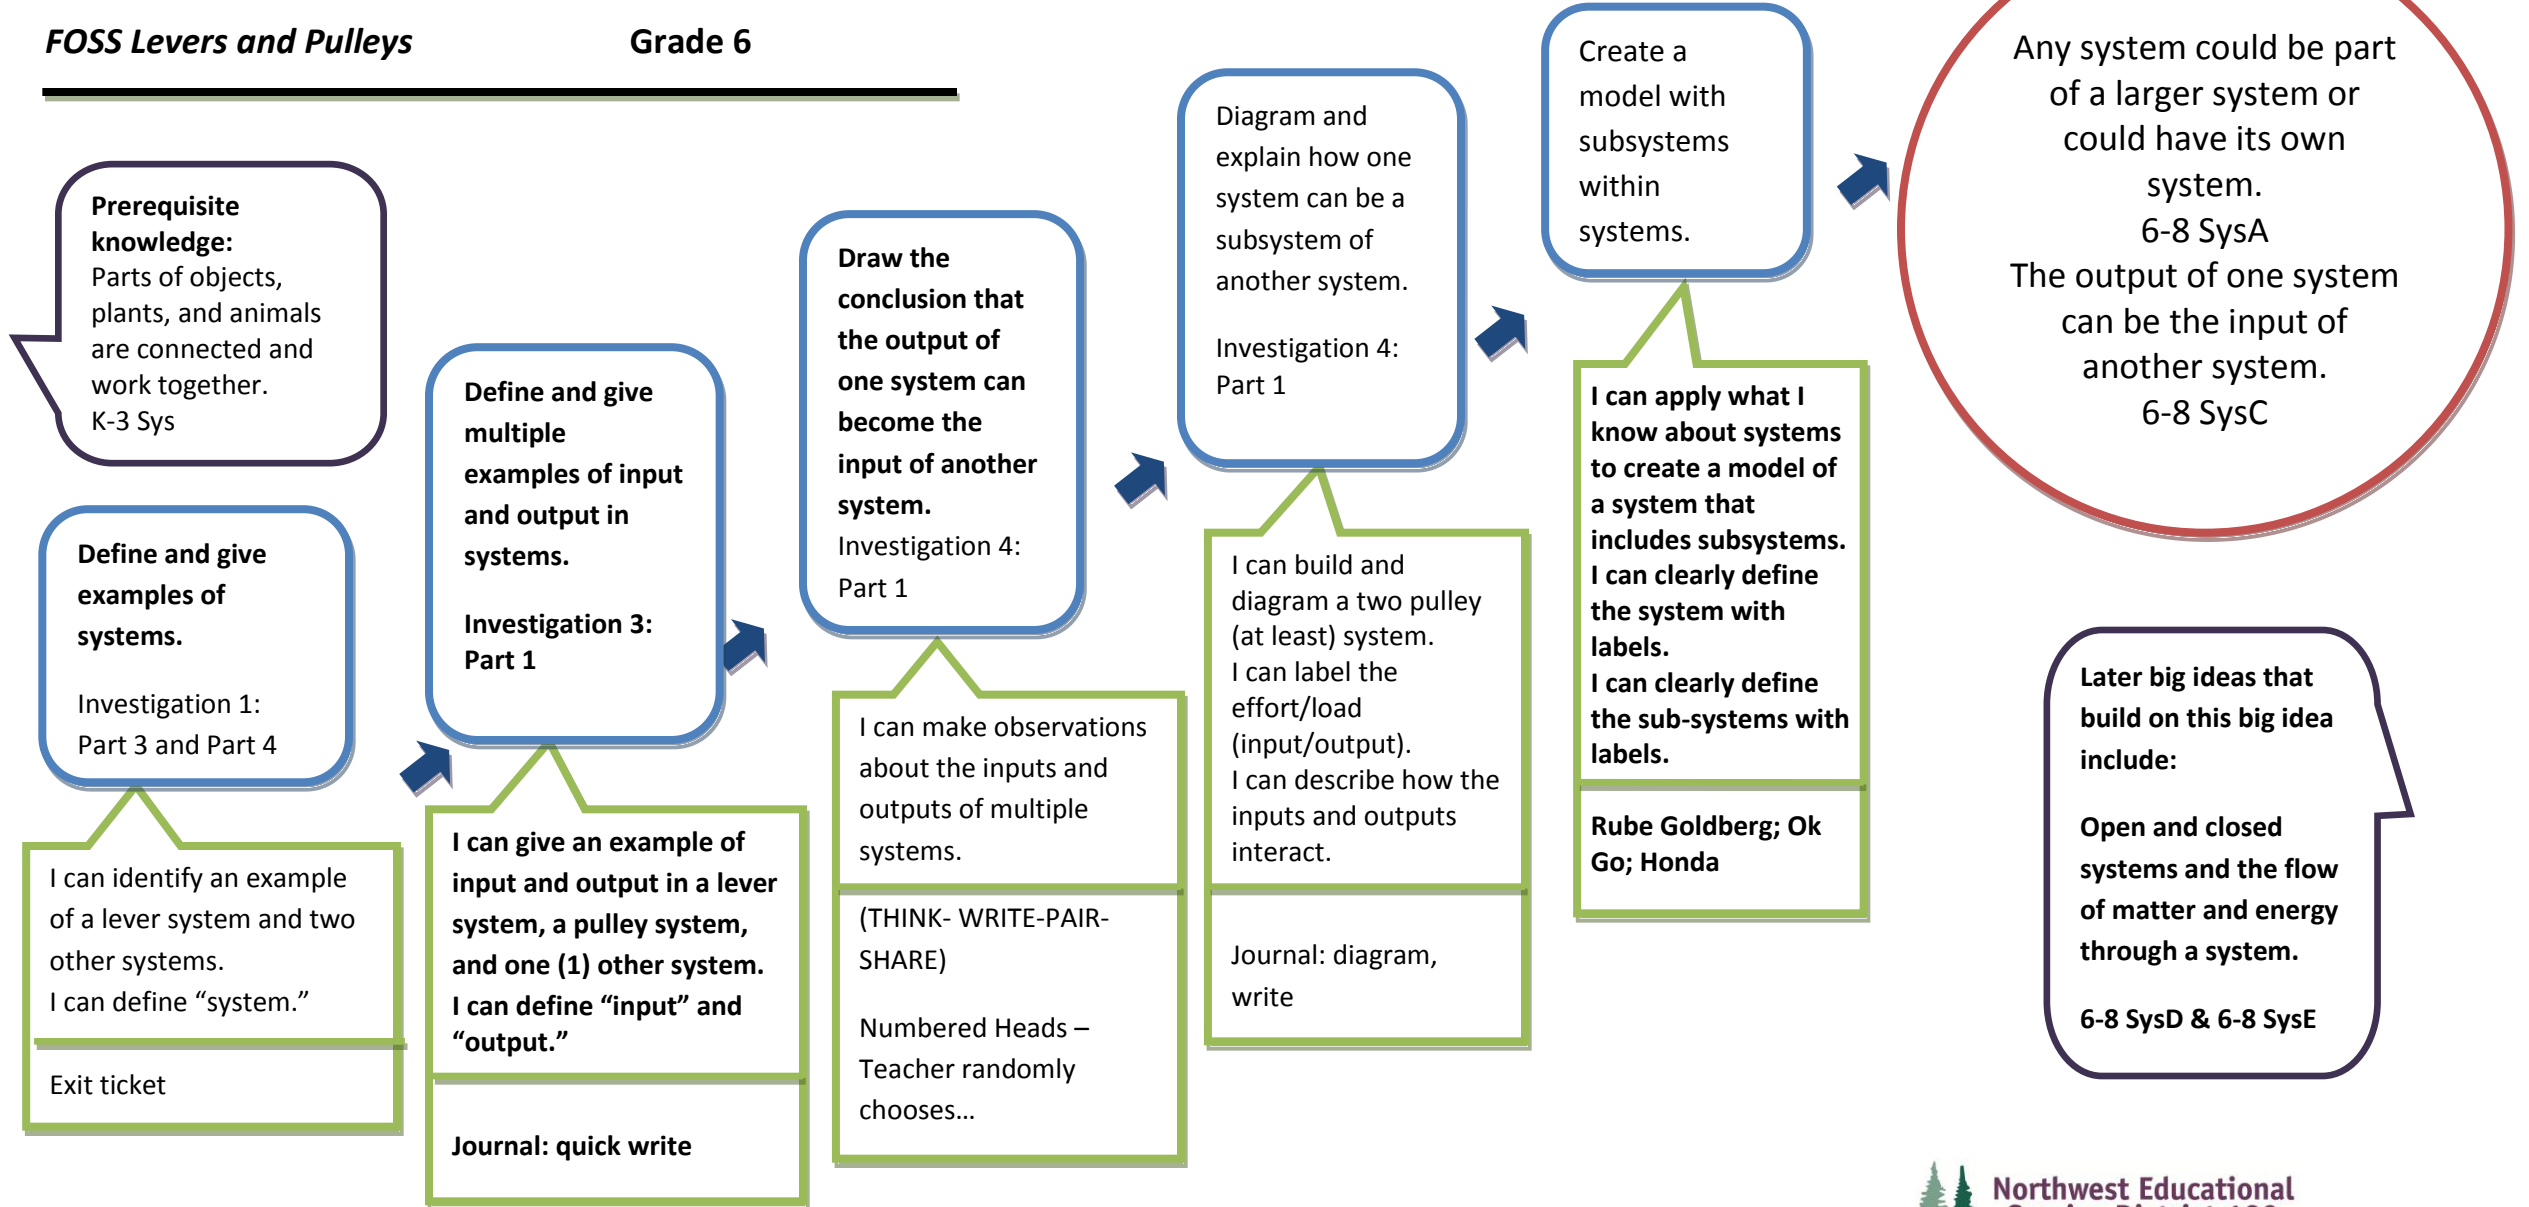 FOSS Levers and Pulleys Grade 6
Prerequisite
knowledge:
Parts of objects,
plants, and animals
are connected and
work together.
K-3 Sys
Define and give
examples of
systems.
Investigation 1:
Part 3 and Part 4
I can identify an example
of a lever system and two
other systems.
I can define “system.”
Exit ticket
Define and give
multiple
examples of input
and output in
systems.
Investigation 3:
Part 1
I can give an example of
input and output in a lever
system, a pulley system,
and one (1) other system.
I can define “input” and
“output.”
Journal: quick write
Draw the
conclusion that
the output of
one system can
become the
input of another
system.
Investigation 4:
Part 1
I can make observations
about the inputs and
outputs of multiple
systems.
(THINK- WRITE-PAIR-
SHARE)
Numbered Heads –
Teacher randomly
chooses…
Diagram and
explain how one
system can be a
subsystem of
another system.
Investigation 4:
Part 1
I can build and
diagram a two pulley
(at least) system.
I can label the
effort/load
(input/output).
I can describe how the
inputs and outputs
interact.
Journal: diagram,
write
Create a
model with
subsystems
within
systems.
I can apply what I
know about systems
to create a model of
a system that
includes subsystems.
I can clearly define
the system with
labels.
I can clearly define
the sub-systems with
labels.
Rube Goldberg; Ok
Go; Honda
Any system could be part
of a larger system or
could have its own
system.
6-8 SysA
The output of one system
can be the input of
another system.
6-8 SysC
Later big ideas that
build on this big idea
include:
Open and closed
systems and the flow
of matter and energy
through a system.
6-8 SysD & 6-8 SysE
Northwest Educational